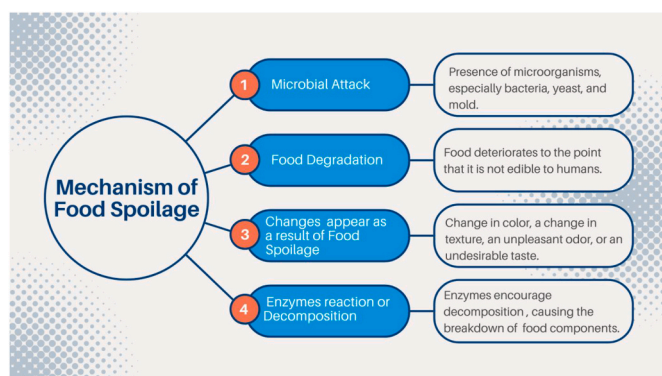 Mechanism of
Food Spoilage
1
Microbial Attack
Presence of microorganisms,
especially bacteria, yeast, and
mold.
2
Food Degradation
Food deteriorates to the point
that it is not edible to humans.
3
Changes appear as
a result of Food
Spoilage
Change in color, a change in
texture, an unpleasant odor, or an
undesirable taste.
4
Enzymes reaction or
Decomposition
Enzymes encourage
decomposition , causing the
breakdown of food components.